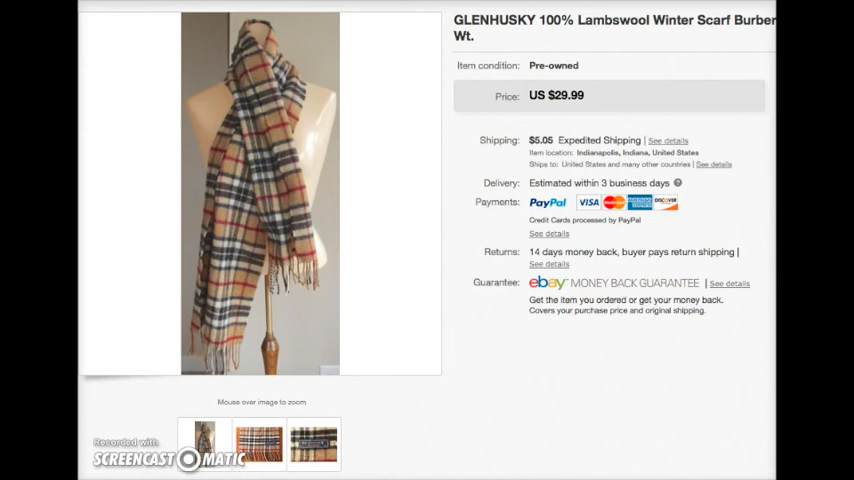 GLENHUSKY 100% Lambswool Winter Scarf Burber
Wt.
Item condition: Pre-owned
Price: US $29.99
Shipping: $5.05 Expedited Shipping | See details
Item location: Indianapolis, Indiana, United States
Ships to: United States and many other countries | See details
Delivery: Estimated within 3 business days
Payments: PayPal VISA MasterCard AMERICAN EXPRESS DISCOVER
Credit Cards processed by PayPal
See details
Returns: 14 days money back, buyer pays return shipping |
See details
Guarantee: ebay MONEY BACK GUARANTEE | See details
Get the item you ordered or get your money back.
Covers your purchase price and original shipping.
Mouse over image to zoom
Recorded with
SCREENCAST-O-MATIC